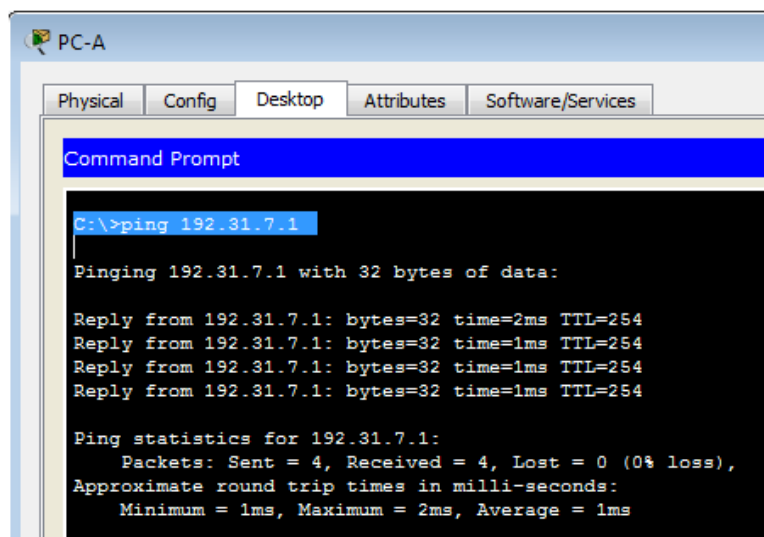 PC-A
Physical Config Desktop Attributes Software/Services
Command Prompt
C:\>ping 192.31.7.1
Pinging 192.31.7.1 with 32 bytes of data:
Reply from 192.31.7.1: bytes=32 time=2ms TTL=254
Reply from 192.31.7.1: bytes=32 time=1ms TTL=254
Reply from 192.31.7.1: bytes=32 time=1ms TTL=254
Reply from 192.31.7.1: bytes=32 time=1ms TTL=254
Ping statistics for 192.31.7.1:
Packets: Sent = 4, Received = 4, Lost = 0 (0% loss),
Approximate round trip times in milli-seconds:
Minimum = 1ms, Maximum = 2ms, Average = 1ms